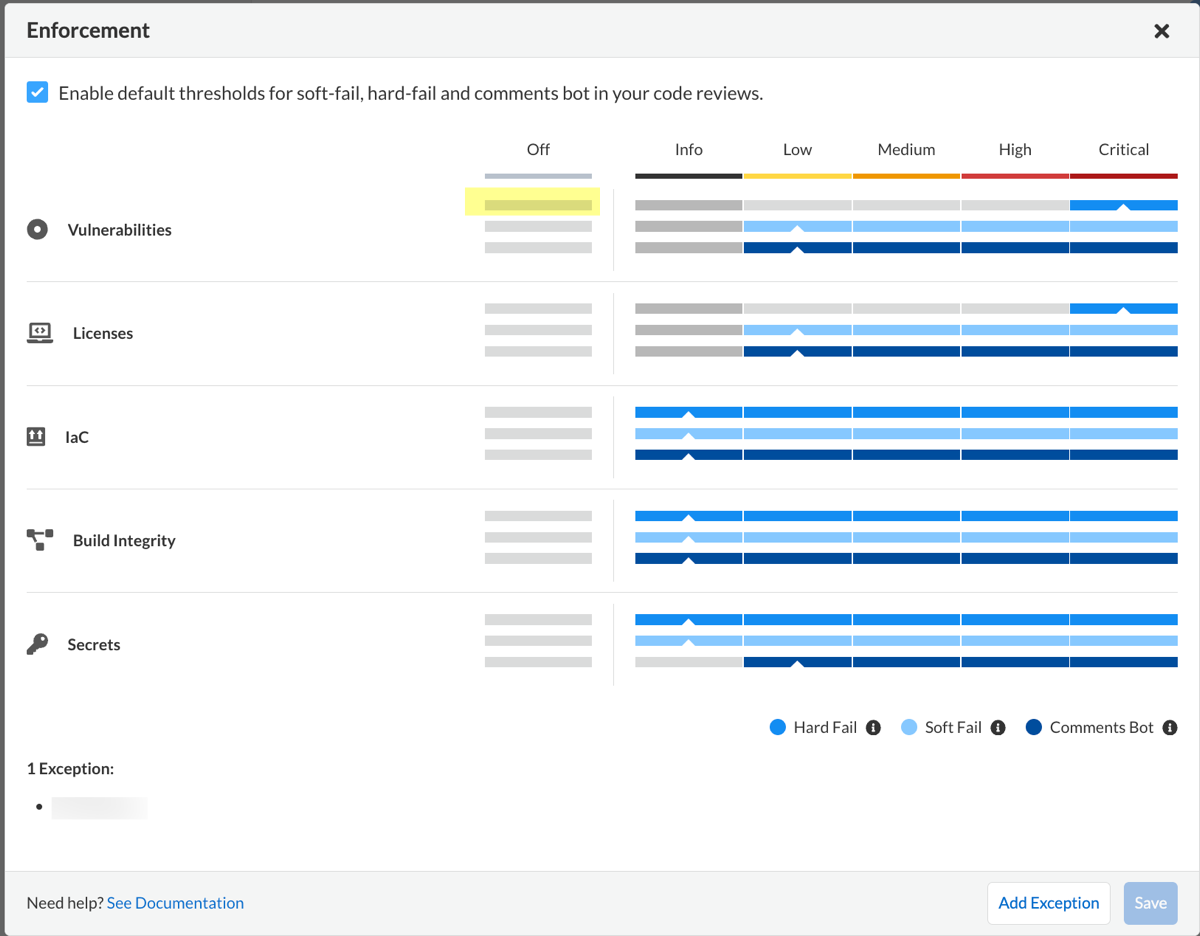 Enforcement
Enable default thresholds for soft-fail, hard-fail and comments bot in your code reviews.
Off Info Low Medium High Critical
Vulnerabilities
Licenses
IaC
Build Integrity
Secrets
Hard Fail Soft Fail Comments Bot
1 Exception:
Need help? See Documentation Add Exception Save